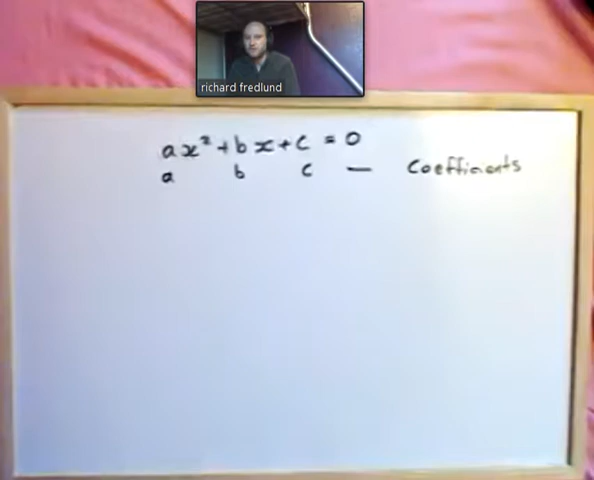 richard fredlund
ax² + bx + c = 0
a b c — Coefficients